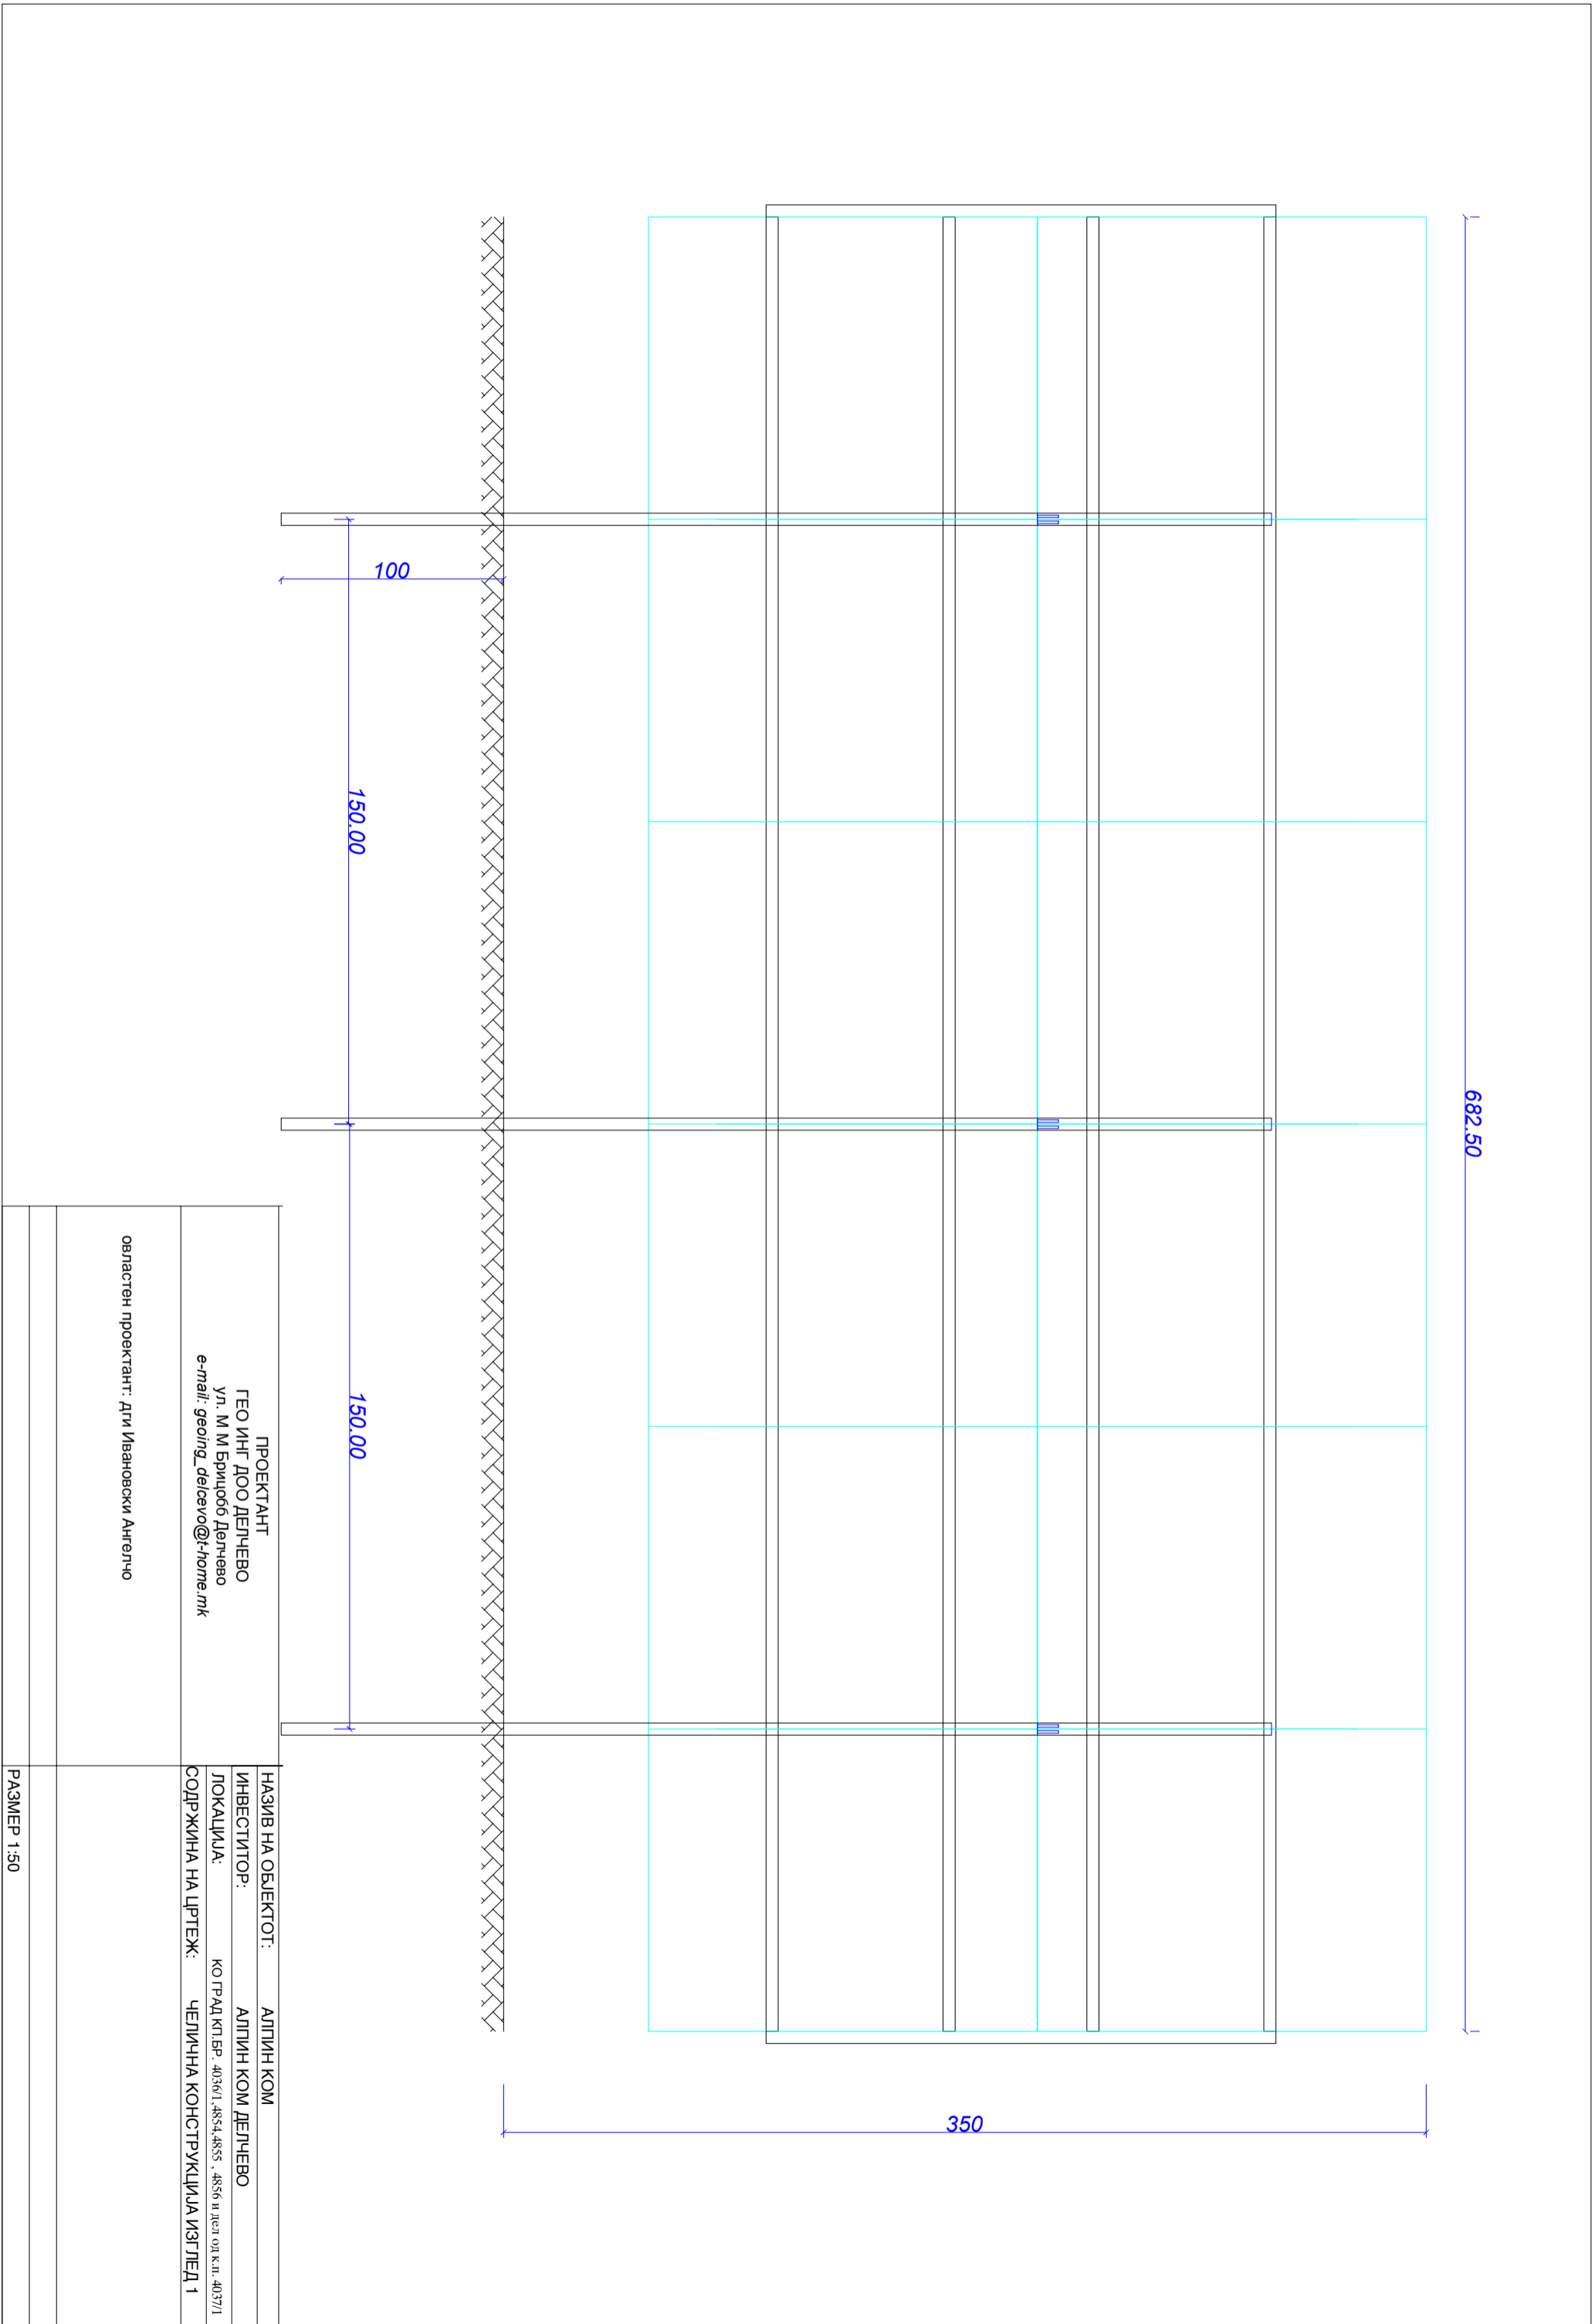 682.50
350
100
150.00
150.00
ПРОЕКТАНТ
ГЕО ИНГ ДОО ДЕЛЧЕВО
ул. М М Брицобб Делчево
e-mail: geoing_delcevo@t-home.mk
овластен проектант: дги Ивановски Ангелчо
НАЗИВ НА ОБЈЕКТОТ: АЛПИН КОМ
ИНВЕСТИТОР: АЛПИН КОМ ДЕЛЧЕВО
ЛОКАЦИЈА: КО ГРАД КП.БР. 4036/1,4854,4855 , 4856 и дел од к.п. 4037/1
СОДРЖИНА НА ЦРТЕЖ: ЧЕЛИЧНА КОНСТРУКЦИЈА ИЗГЛЕД 1
РАЗМЕР 1:50